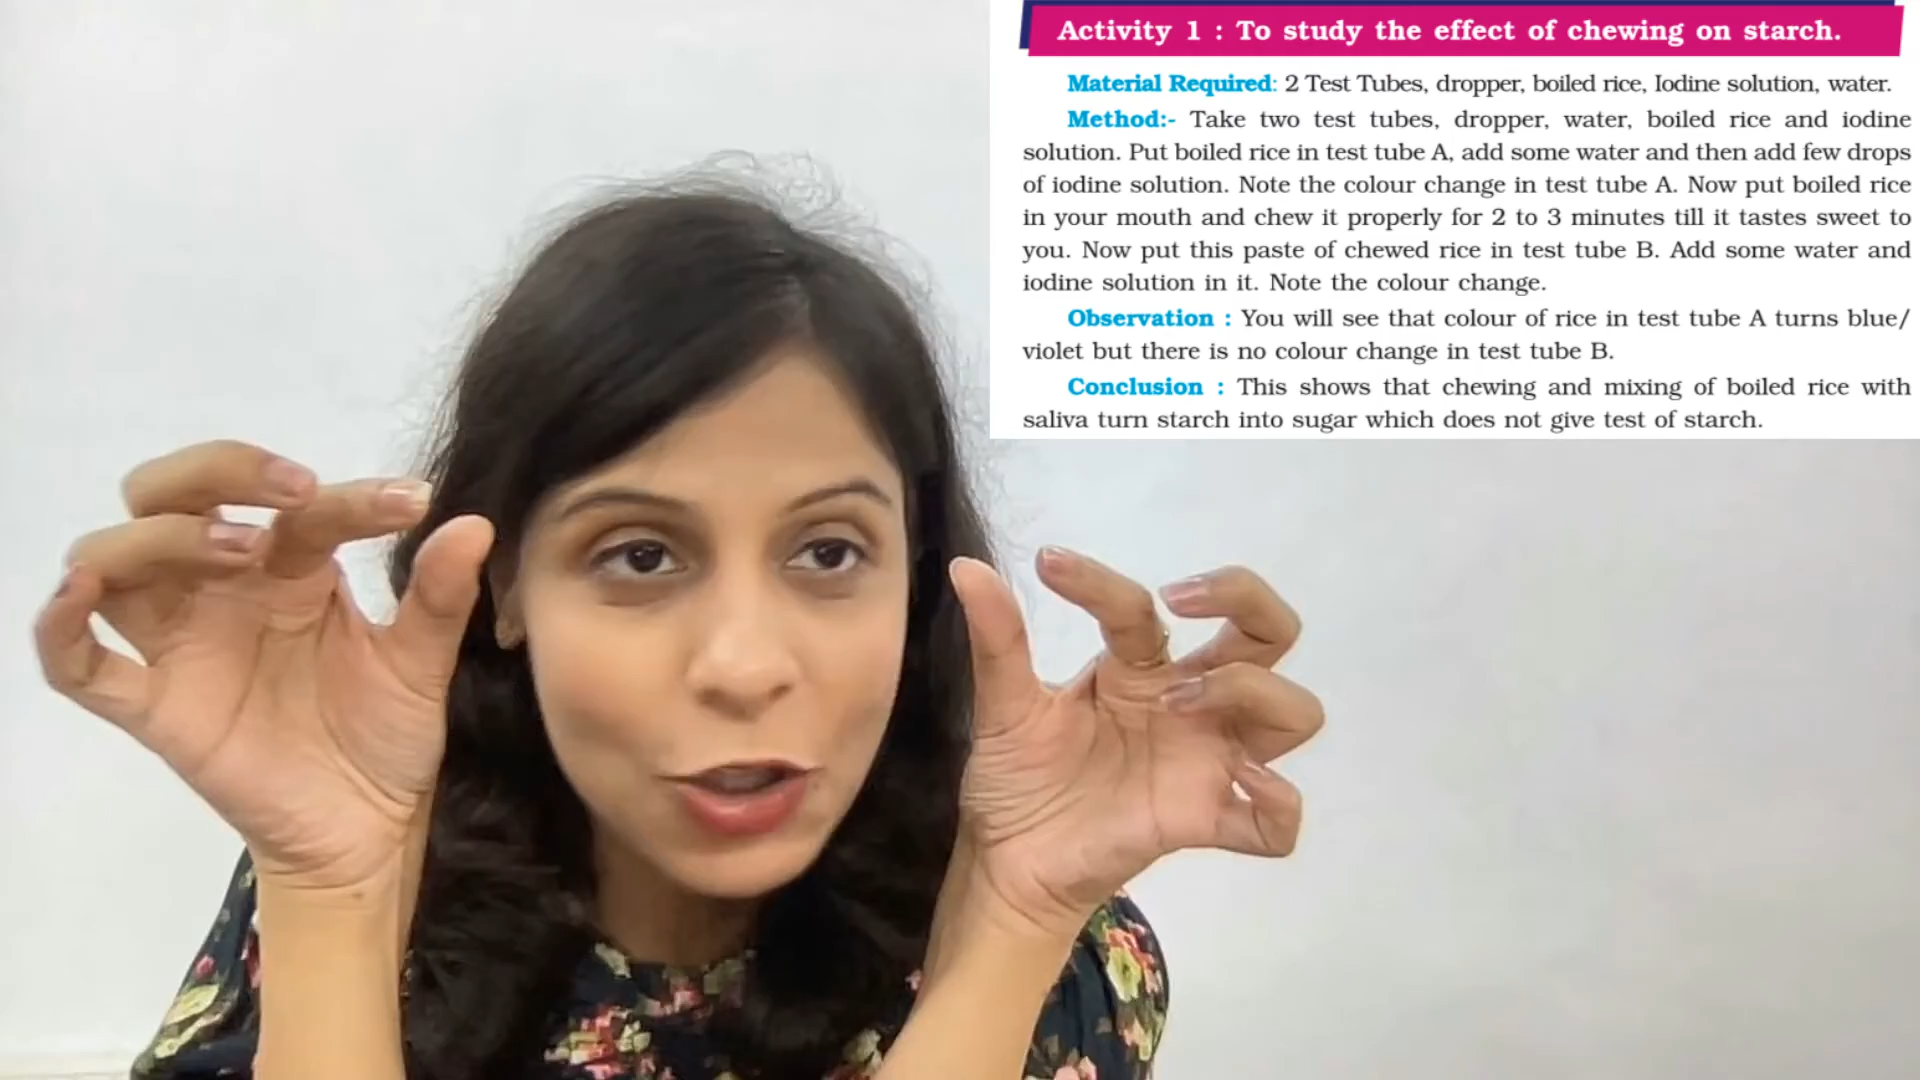 Activity 1 : To study the effect of chewing on starch.
Material Required: 2 Test Tubes, dropper, boiled rice, Iodine solution, water.
Method:- Take two test tubes, dropper, water, boiled rice and iodine
solution. Put boiled rice in test tube A, add some water and then add few drops
of iodine solution. Note the colour change in test tube A. Now put boiled rice
in your mouth and chew it properly for 2 to 3 minutes till it tastes sweet to
you. Now put this paste of chewed rice in test tube B. Add some water and
iodine solution in it. Note the colour change.
Observation : You will see that colour of rice in test tube A turns blue/
violet but there is no colour change in test tube B.
Conclusion : This shows that chewing and mixing of boiled rice with
saliva turn starch into sugar which does not give test of starch.